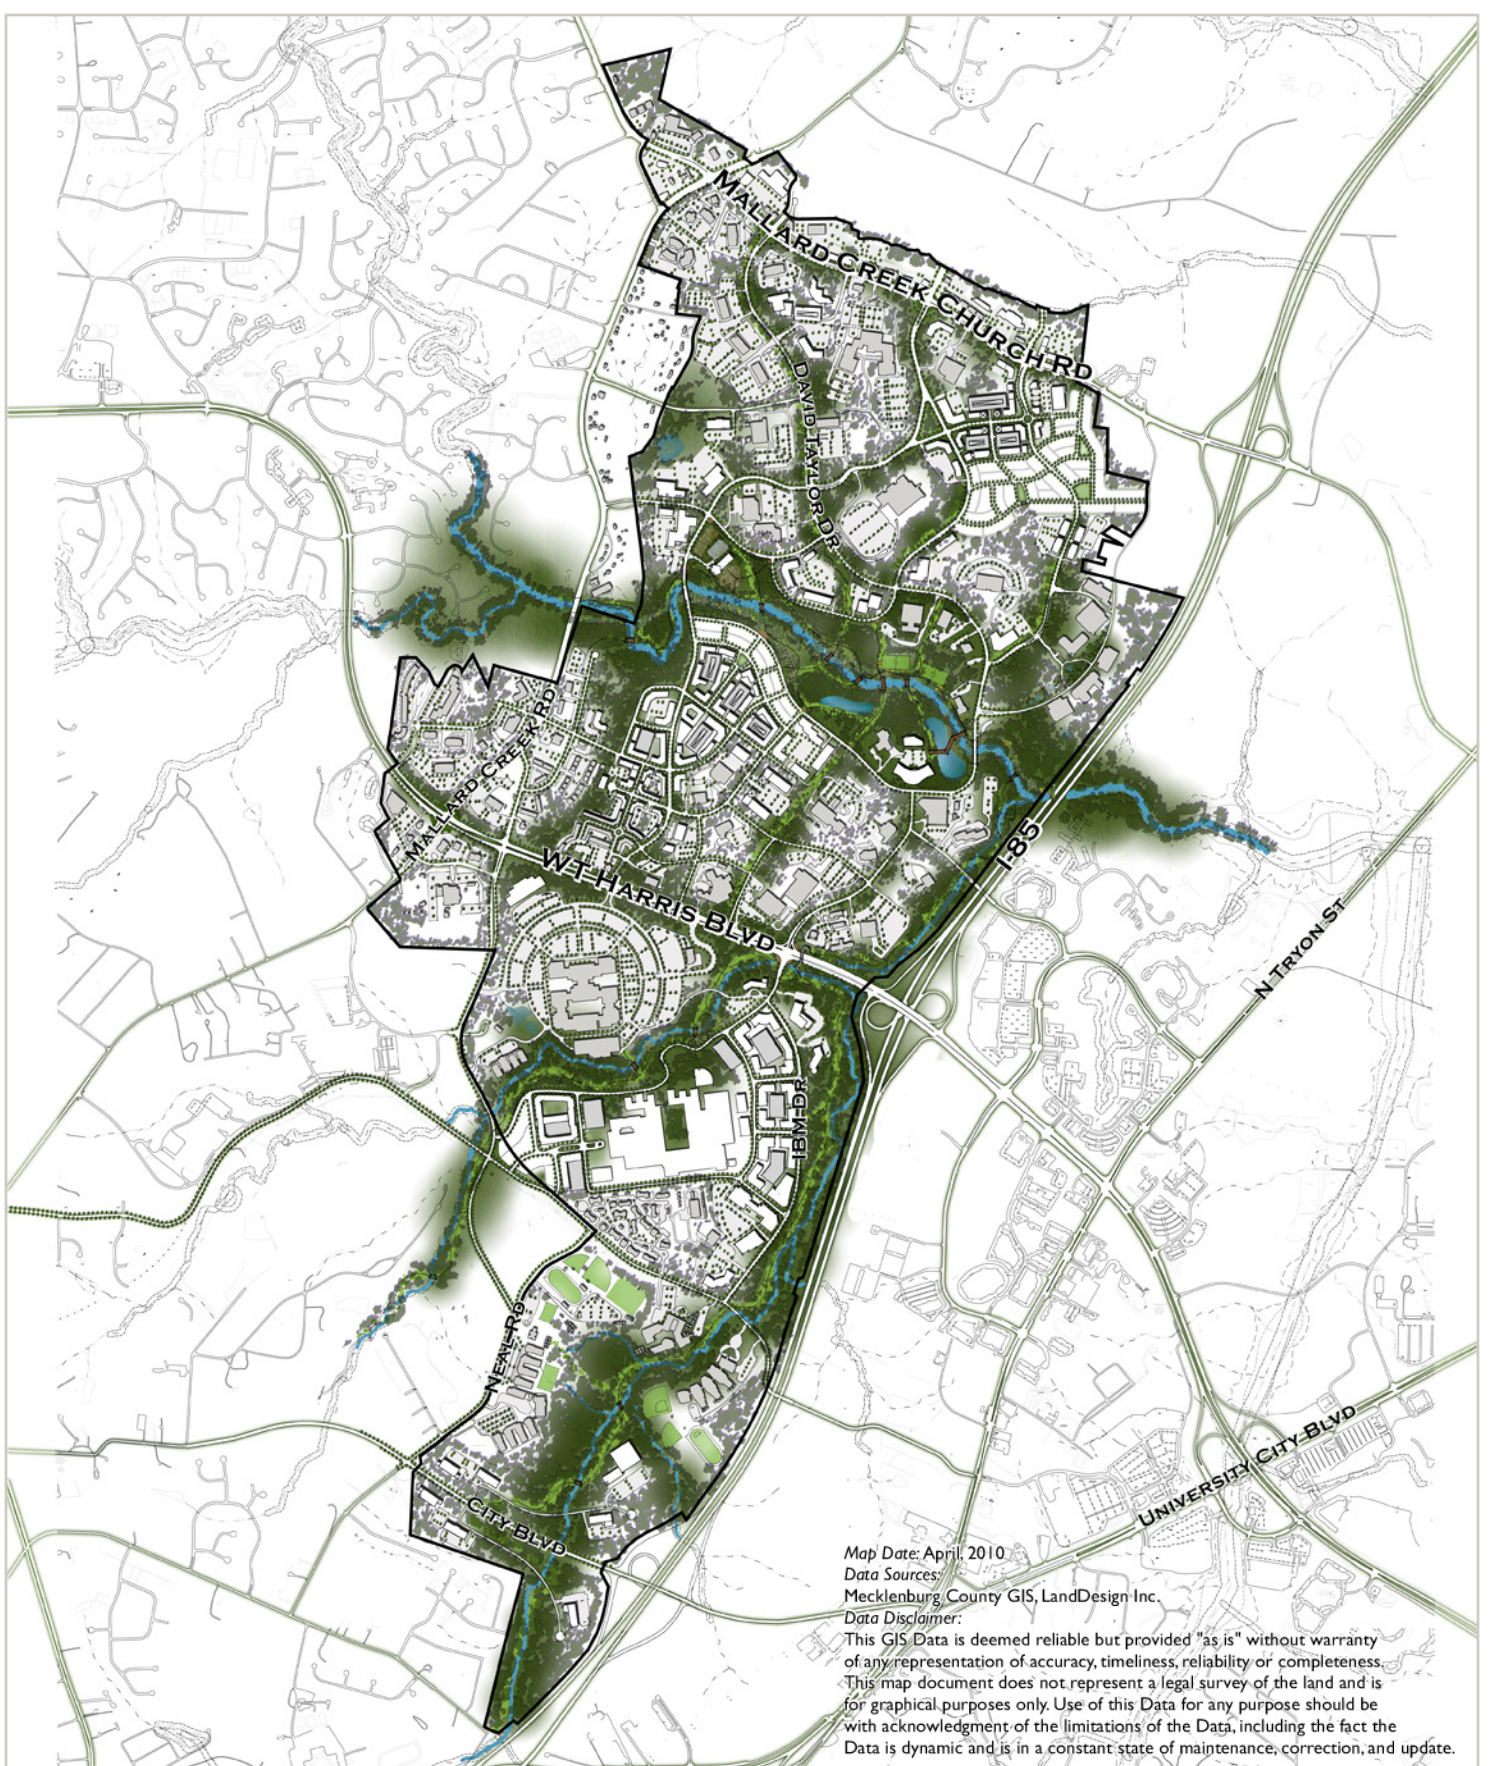 MALLARD CREEK CHURCH RD
DAVID TAYLOR DR
MALLARD CREEK RD
I-85
WT HARRIS BLVD
N TRYON ST
IBM DR
NEAL RD
UNIVERSITY CITY BLVD
CITY BLVD
Map Date: April, 2010
Data Sources:
Mecklenburg County GIS, LandDesign Inc.
Data Disclaimer:
This GIS Data is deemed reliable but provided "as is" without warranty
of any representation of accuracy, timeliness, reliability or completeness.
This map document does not represent a legal survey of the land and is
for graphical purposes only. Use of this Data for any purpose should be
with acknowledgment of the limitations of the Data, including the fact the
Data is dynamic and is in a constant state of maintenance, correction, and update.